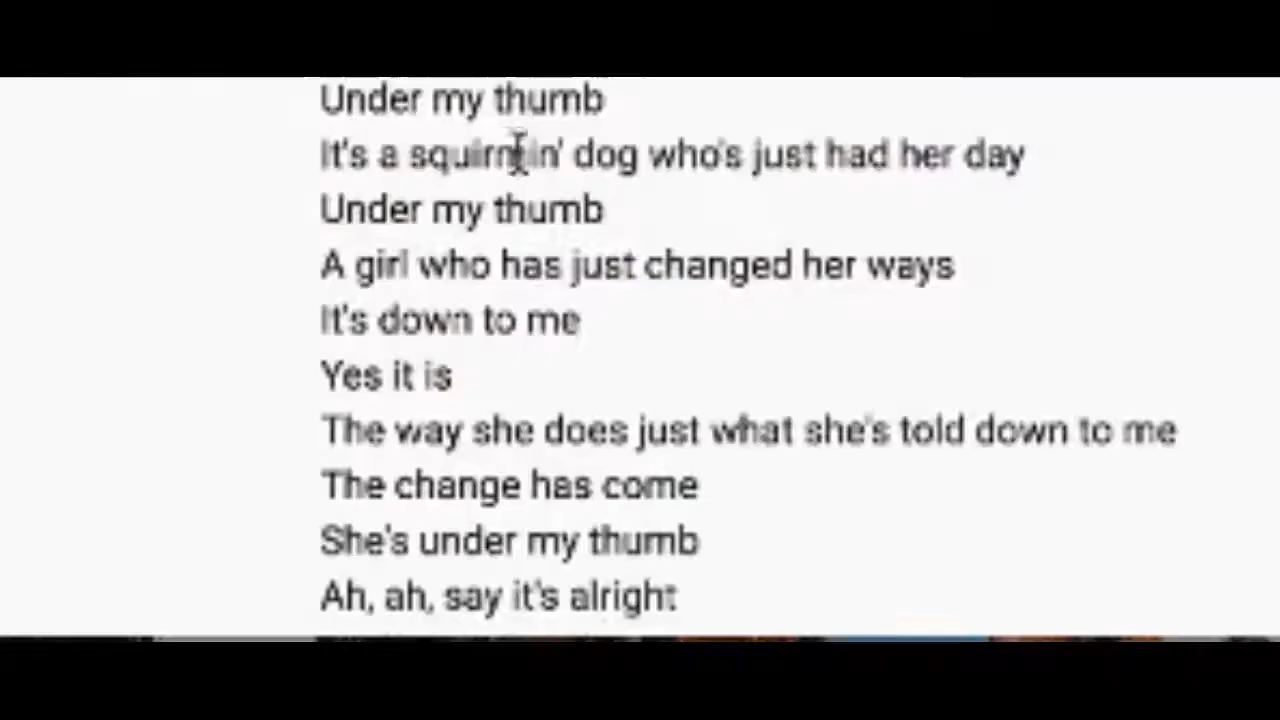 Under my thumb
It's a squirmin' dog who's just had her day
Under my thumb
A girl who has just changed her ways
It's down to me
Yes it is
The way she does just what she's told down to me
The change has come
She's under my thumb
Ah, ah, say it's alright